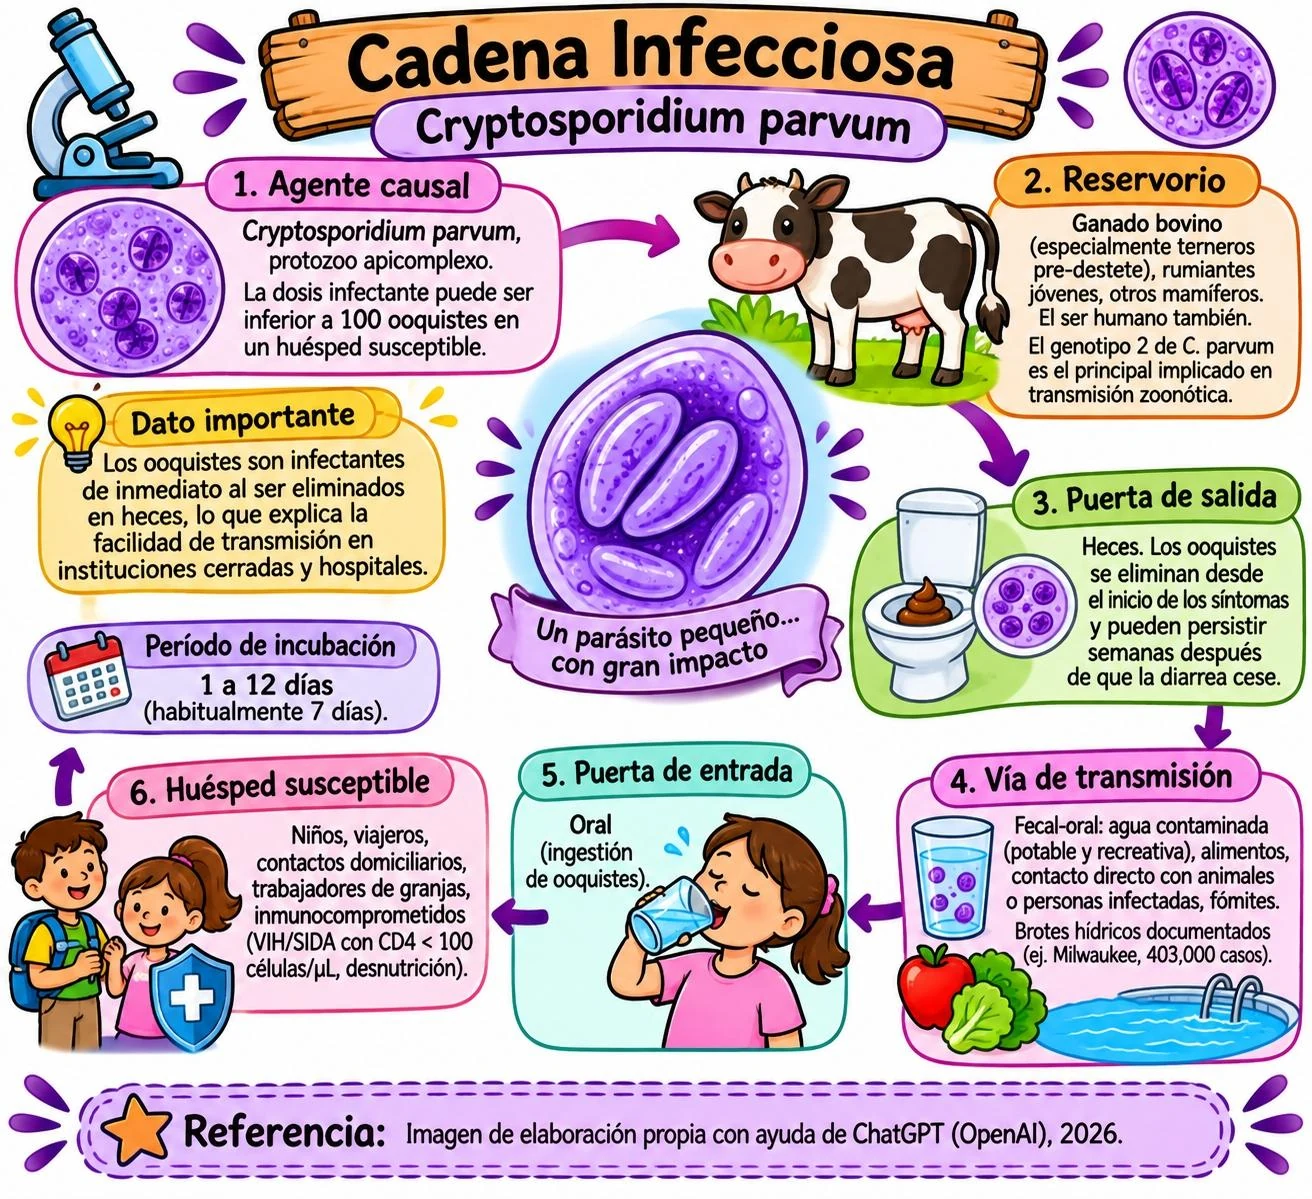 Cadena Infecciosa
Cryptosporidium parvum
1. Agente causal
Cryptosporidium parvum,
protozoo apicomplexo.
La dosis infectante puede ser
inferior a 100 ooquistes en
un huésped susceptible.
2. Reservorio
Ganado bovino
(especialmente terneros
pre-destete), rumiantes
jóvenes, otros mamíferos.
El ser humano también.
El genotipo 2 de C. parvum
es el principal implicado en
transmisión zoonótica.
Dato importante
Los ooquistes son infectantes
de inmediato al ser eliminados
en heces, lo que explica la
facilidad de transmisión en
instituciones cerradas y hospitales.
Un parásito pequeño...
con gran impacto
3. Puerta de salida
Heces. Los ooquistes
se eliminan desde
el inicio de los síntomas
y pueden persistir
semanas después
de que la diarrea cese.
Período de incubación
1 a 12 días
(habitualmente 7 días).
6. Huésped susceptible
Niños, viajeros,
contactos domiciliarios,
trabajadores de granjas,
inmunocomprometidos
(VIH/SIDA con CD4 < 100
células/µL, desnutrición).
5. Puerta de entrada
Oral
(ingestión
de ooquistes).
4. Vía de transmisión
Fecal-oral: agua contaminada
(potable y recreativa), alimentos,
contacto directo con animales
o personas infectadas, fómites.
Brotes hídricos documentados
(ej. Milwaukee, 403,000 casos).
Referencia: Imagen de elaboración propia con ayuda de ChatGPT (OpenAI), 2026.